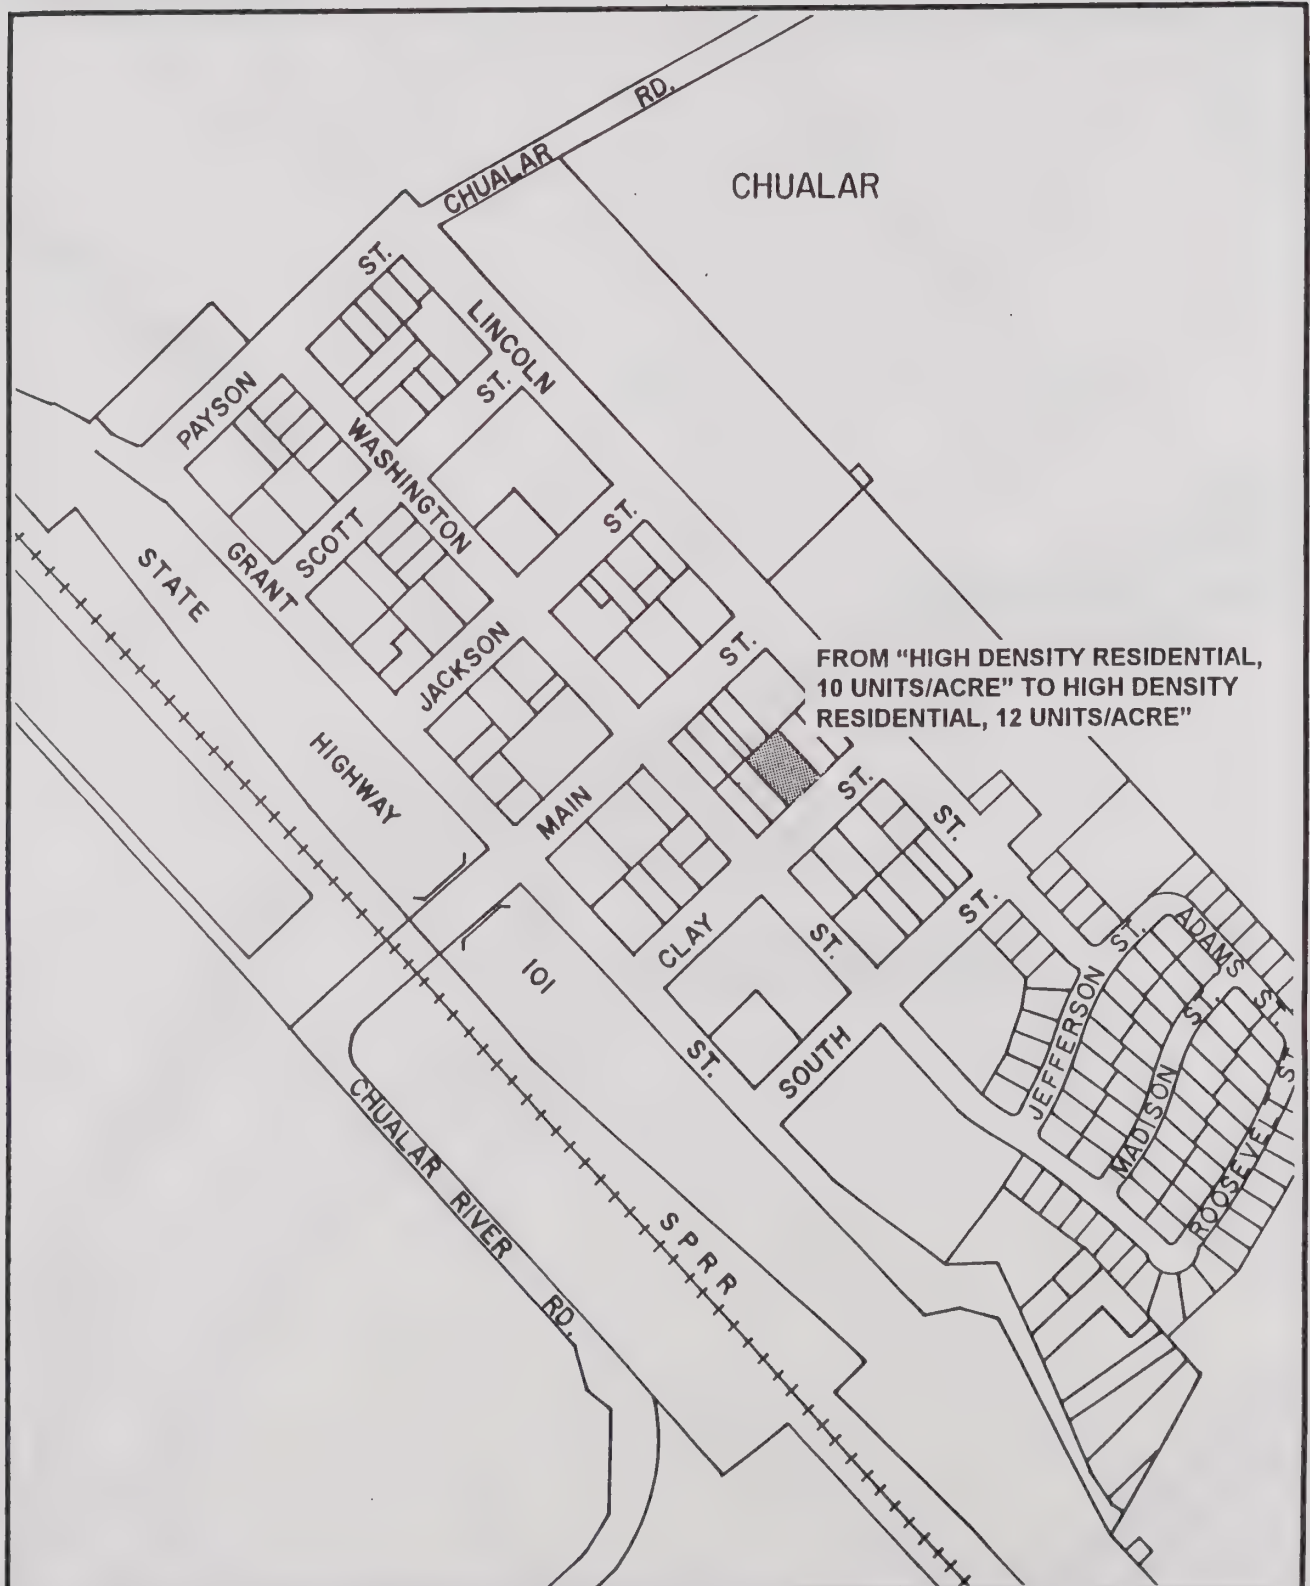 RD.
CHUALAR
CHUALAR
ST.
LINCOLN
ST.
PAYSON
WASHINGTON
ST.
SCOTT
GRANT
STATE
JACKSON
ST.
FROM “HIGH DENSITY RESIDENTIAL,
10 UNITS/ACRE” TO HIGH DENSITY
RESIDENTIAL, 12 UNITS/ACRE”
HIGHWAY
MAIN
ST.
ST.
ST.
CLAY
ST.
ST.
ADAMS
ST.
101
JEFFERSON
ST.
ST.
SOUTH
MADISON
ST.
CHUALAR RIVER
RD.
ROOSEVELT
SPRR